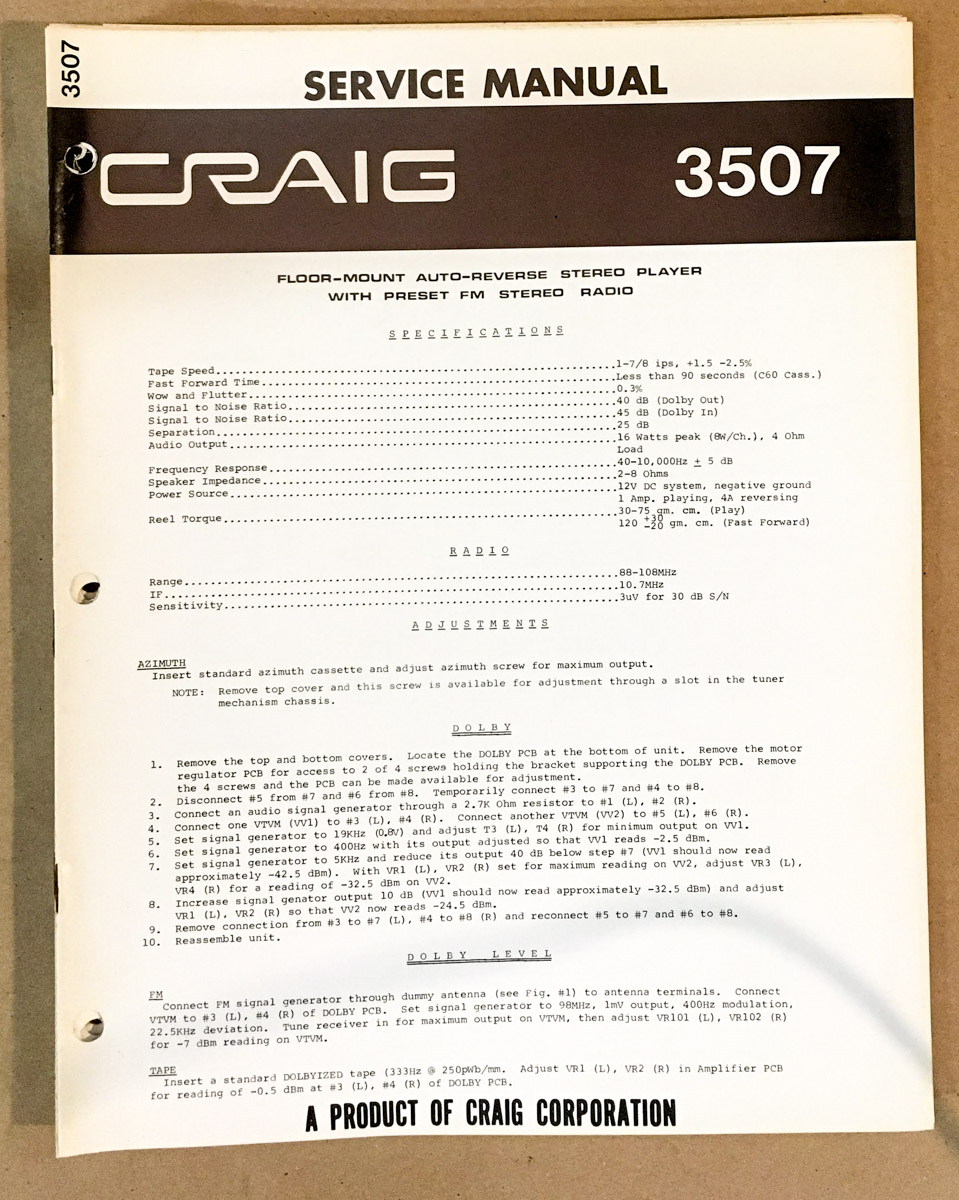 3507
SERVICE MANUAL
CRAIG 3507
FLOOR-MOUNT AUTO-REVERSE STEREO PLAYER
WITH PRESET FM STEREO RADIO
SPECIFICATIONS
Tape Speed.....1-7/8 ips, +1.5 -2.5%
Fast Forward Time.....Less than 90 seconds (C60 Cass.)
Wow and Flutter.....0.3%
Signal to Noise Ratio.....40 dB (Dolby Out)
Signal to Noise Ratio.....45 dB (Dolby In)
Separation.....25 dB
Audio Output.....16 Watts peak (8W/Ch.), 4 Ohm
Load
Frequency Response.....40-10,000Hz ± 5 dB
Speaker Impedance.....2-8 Ohms
Power Source.....12V DC system, negative ground
1 Amp. playing, 4A reversing
Reel Torque.....30-75 gm. cm. (Play)
120 +30 -20 gm. cm. (Fast Forward)
RADIO
Range.....88-108MHz
IF.....10.7MHz
Sensitivity.....3uV for 30 dB S/N
ADJUSTMENTS
AZIMUTH
Insert standard azimuth cassette and adjust azimuth screw for maximum output.
NOTE: Remove top cover and this screw is available for adjustment through a slot in the tuner
mechanism chassis.
DOLBY
1. Remove the top and bottom covers. Locate the DOLBY PCB at the bottom of unit. Remove the motor
regulator PCB for access to 2 of 4 screws holding the bracket supporting the DOLBY PCB. Remove
the 4 screws and the PCB can be made available for adjustment.
2. Disconnect #5 from #7 and #6 from #8. Temporarily connect #3 to #7 and #4 to #8.
3. Connect an audio signal generator through a 2.7K Ohm resistor to #1 (L), #2 (R).
4. Connect one VTVM (VV1) to #3 (L), #4 (R). Connect another VTVM (VV2) to #5 (L), #6 (R).
5. Set signal generator to 19KHz (0.8V) and adjust T3 (L), T4 (R) for minimum output on VV1.
6. Set signal generator to 400Hz with its output adjusted so that VV1 reads -2.5 dBm.
7. Set signal generator to 5KHz and reduce its output 40 dB below step #7 (VV1 should now read
approximately -42.5 dBm). With VR1 (L), VR2 (R) set for maximum reading on VV2, adjust VR3 (L),
VR4 (R) for a reading of -32.5 dBm on VV2.
8. Increase signal genator output 10 dB (VV1 should now read approximately -32.5 dBm) and adjust
VR1 (L), VR2 (R) so that VV2 now reads -24.5 dBm.
9. Remove connection from #3 to #7 (L), #4 to #8 (R) and reconnect #5 to #7 and #6 to #8.
10. Reassemble unit.
DOLBY LEVEL
FM
Connect FM signal generator through dummy antenna (see Fig. #1) to antenna terminals. Connect
VTVM to #3 (L), #4 (R) of DOLBY PCB. Set signal generator to 98MHz, 1mV output, 400Hz modulation,
22.5KHz deviation. Tune receiver in for maximum output on VTVM, then adjust VR101 (L), VR102 (R)
for -7 dBm reading on VTVM.
TAPE
Insert a standard DOLBYIZED tape (333Hz @ 250pWb/mm. Adjust VR1 (L), VR2 (R) in Amplifier PCB
for reading of -0.5 dBm at #3 (L), #4 (R) of DOLBY PCB.
A PRODUCT OF CRAIG CORPORATION